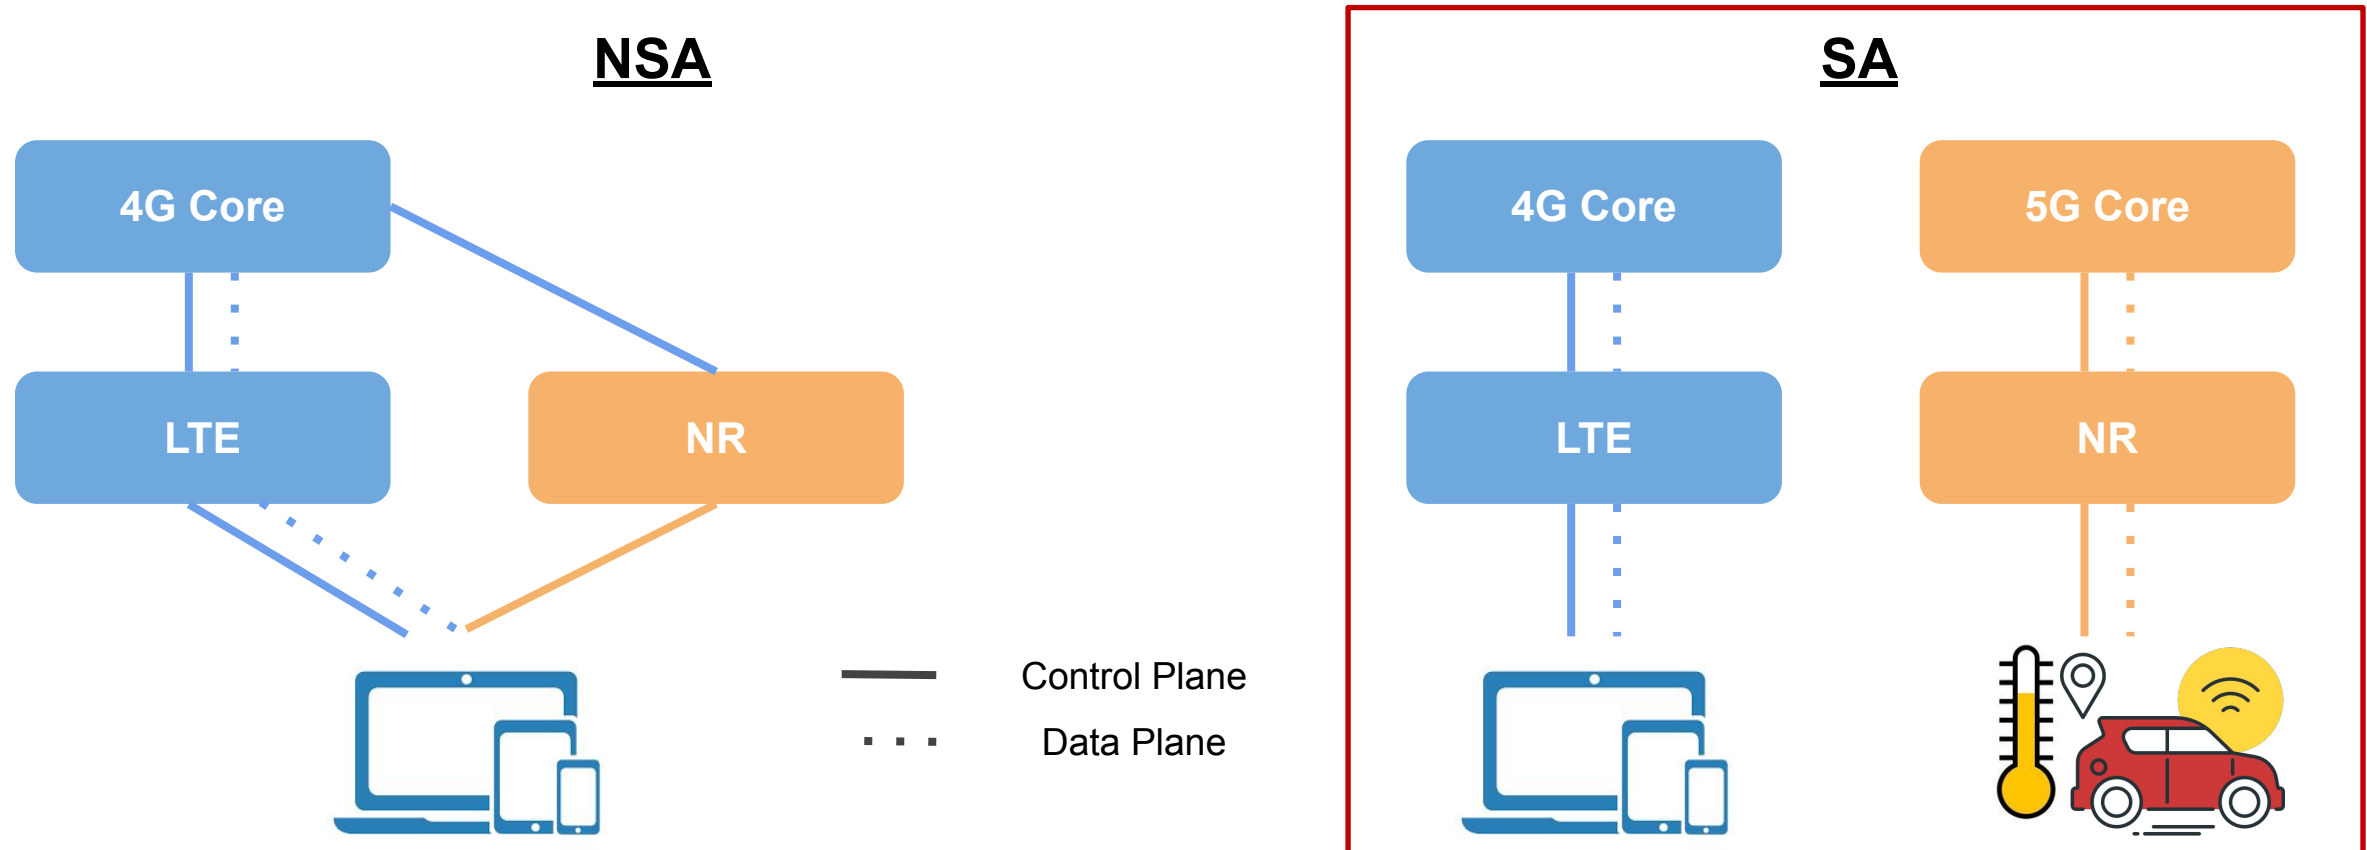 NSA
4G Core
LTE
NR
Control Plane
Data Plane
SA
4G Core
5G Core
LTE
NR